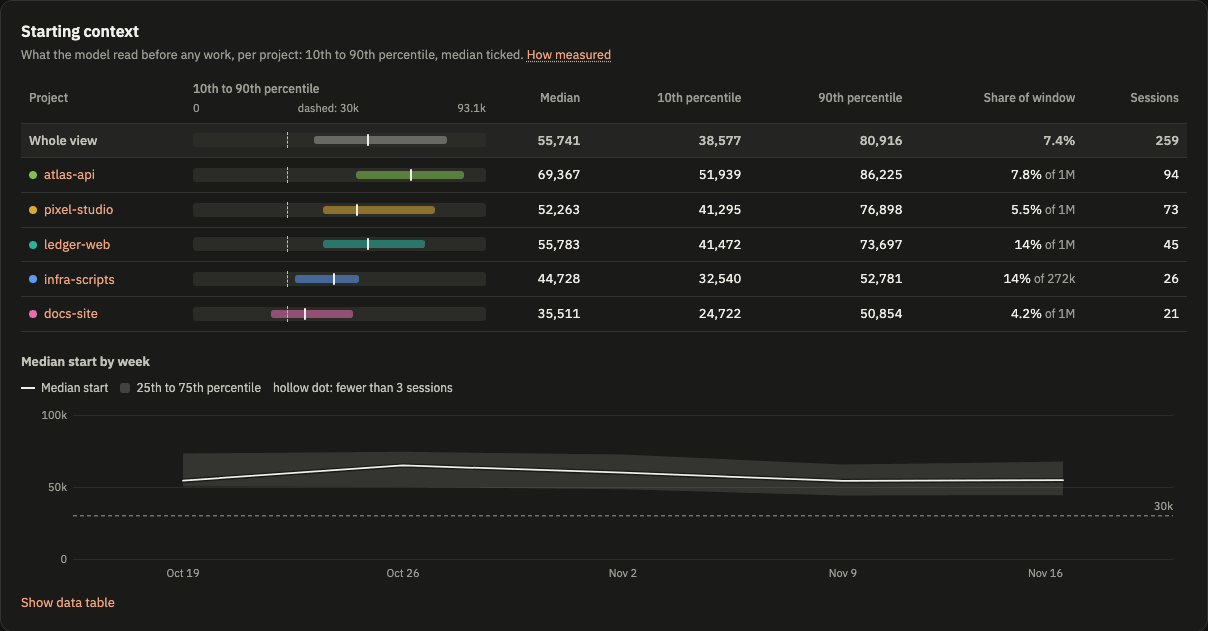 Starting context
What the model read before any work, per project: 10th to 90th percentile, median ticked. How measured
Project 10th to 90th percentile Median 10th percentile 90th percentile Share of window Sessions
0 dashed: 30k 93.1k
Whole view 55,741 38,577 80,916 7.4% 259
atlas-api 69,367 51,939 86,225 7.8% of 1M 94
pixel-studio 52,263 41,295 76,898 5.5% of 1M 73
ledger-web 55,783 41,472 73,697 14% of 1M 45
infra-scripts 44,728 32,540 52,781 14% of 272k 26
docs-site 35,511 24,722 50,854 4.2% of 1M 21
Median start by week
Median start 25th to 75th percentile hollow dot: fewer than 3 sessions
100k
50k
30k
0
Oct 19 Oct 26 Nov 2 Nov 9 Nov 16
Show data table